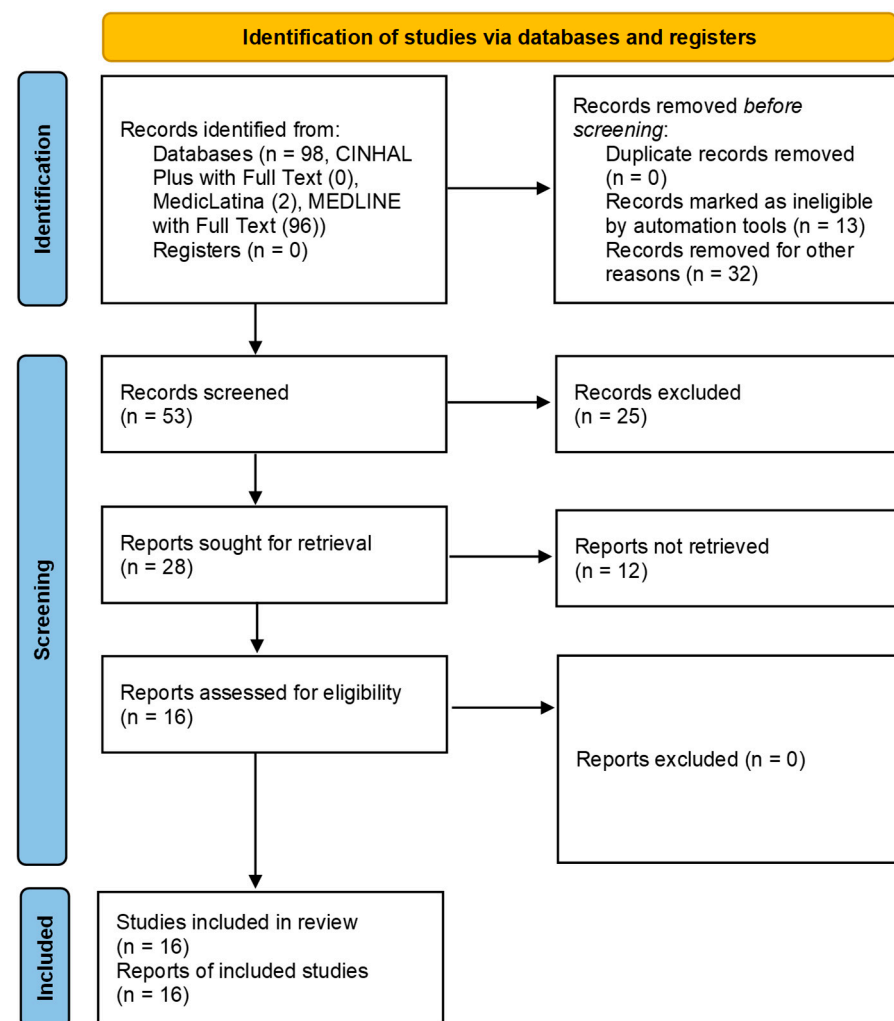 Identification of studies via databases and registers
Identification
Records identified from:
Databases (n = 98, CINHAL
Plus with Full Text (0),
MedicLatina (2), MEDLINE
with Full Text (96))
Registers (n = 0)
Records removed before
screening:
Duplicate records removed
(n = 0)
Records marked as ineligible
by automation tools (n = 13)
Records removed for other
reasons (n = 32)
Screening
Records screened
(n = 53)
Records excluded
(n = 25)
Reports sought for retrieval
(n = 28)
Reports not retrieved
(n = 12)
Reports assessed for eligibility
(n = 16)
Reports excluded (n = 0)
Included
Studies included in review
(n = 16)
Reports of included studies
(n = 16)